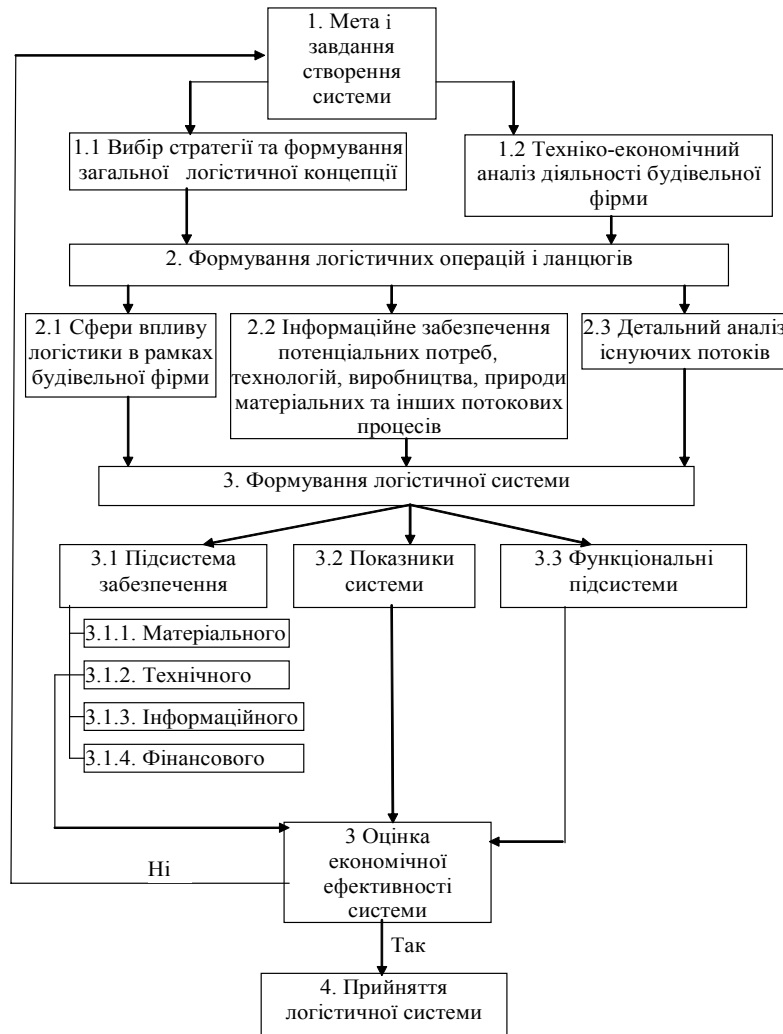 1. Мета і
завдання
створення
системи
1.1 Вибір стратегії та формування
загальної логістичної концепції
1.2 Техніко-економічний
аналіз діяльності будівельної
фірми
2. Формування логістичних операцій і ланцюгів
2.1 Сфери впливу
логістики в рамках
будівельної фірми
2.2 Інформаційне забезпечення
потенціальних потреб,
технологій, виробництва, природи
матеріальних та інших потокових
процесів
2.3 Детальний аналіз
існуючих потоків
3. Формування логістичної системи
3.1 Підсистема
забезпечення
3.2 Показники
системи
3.3 Функціональні
підсистеми
3.1.1. Матеріального
3.1.2. Технічного
3.1.3. Інформаційного
3.1.4. Фінансового
3 Оцінка
економічної
ефективності
системи
Ні
Так
4. Прийняття
логістичної системи